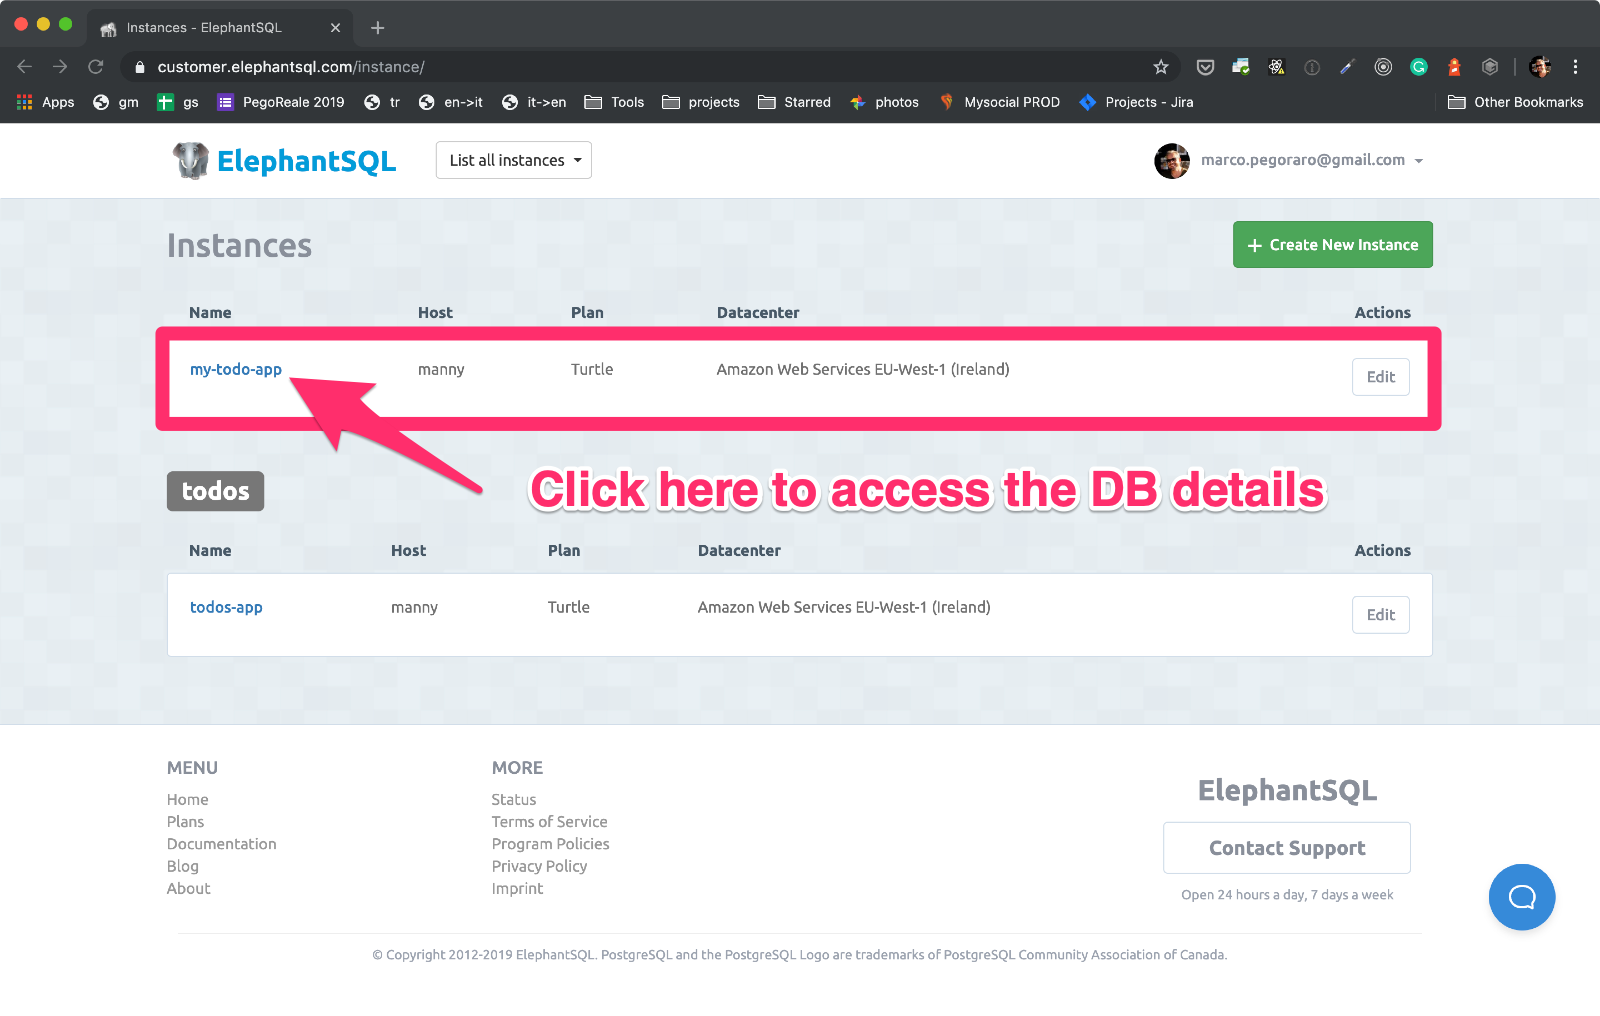 Instances - ElephantSQL
customer.elephantsql.com/instance/
Apps gm gs PegoReale 2019 tr en->it it->en Tools projects Starred photos Mysocial PROD Projects - Jira Other Bookmarks
ElephantSQL List all instances marco.pegoraro@gmail.com
Instances + Create New Instance
Name Host Plan Datacenter Actions
my-todo-app manny Turtle Amazon Web Services EU-West-1 (Ireland) Edit
Click here to access the DB details
todos
Name Host Plan Datacenter Actions
todos-app manny Turtle Amazon Web Services EU-West-1 (Ireland) Edit
MENU
Home
Plans
Documentation
Blog
About
MORE
Status
Terms of Service
Program Policies
Privacy Policy
Imprint
ElephantSQL
Contact Support
Open 24 hours a day, 7 days a week
© Copyright 2012-2019 ElephantSQL. PostgreSQL and the PostgreSQL Logo are trademarks of PostgreSQL Community Association of Canada.